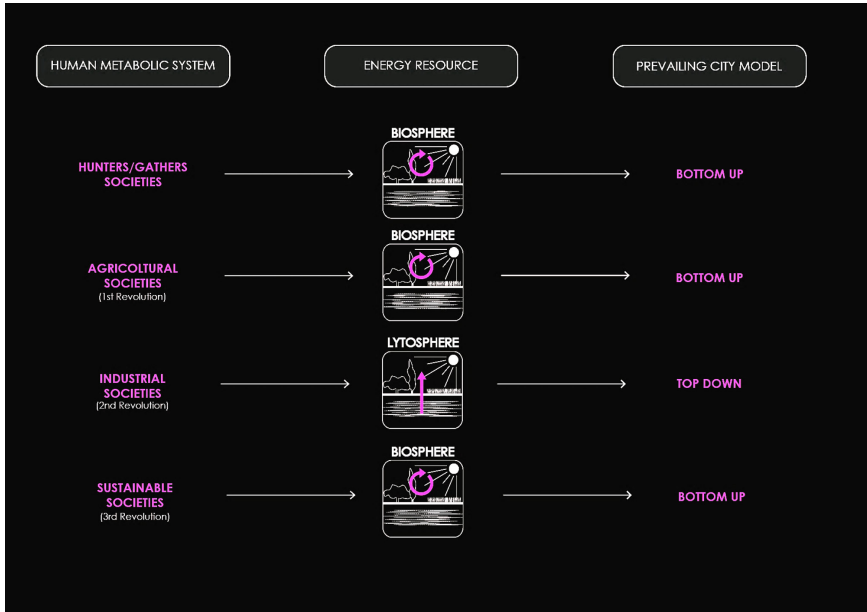 HUMAN METABOLIC SYSTEM
ENERGY RESOURCE
PREVAILING CITY MODEL
HUNTERS/GATHERS
SOCIETIES
BIOSPHERE
BOTTOM UP
AGRICOLTURAL
SOCIETIES
(1st Revolution)
BIOSPHERE
BOTTOM UP
INDUSTRIAL
SOCIETIES
(2nd Revolution)
LYTOSPHERE
TOP DOWN
SUSTAINABLE
SOCIETIES
(3rd Revolution)
BIOSPHERE
BOTTOM UP